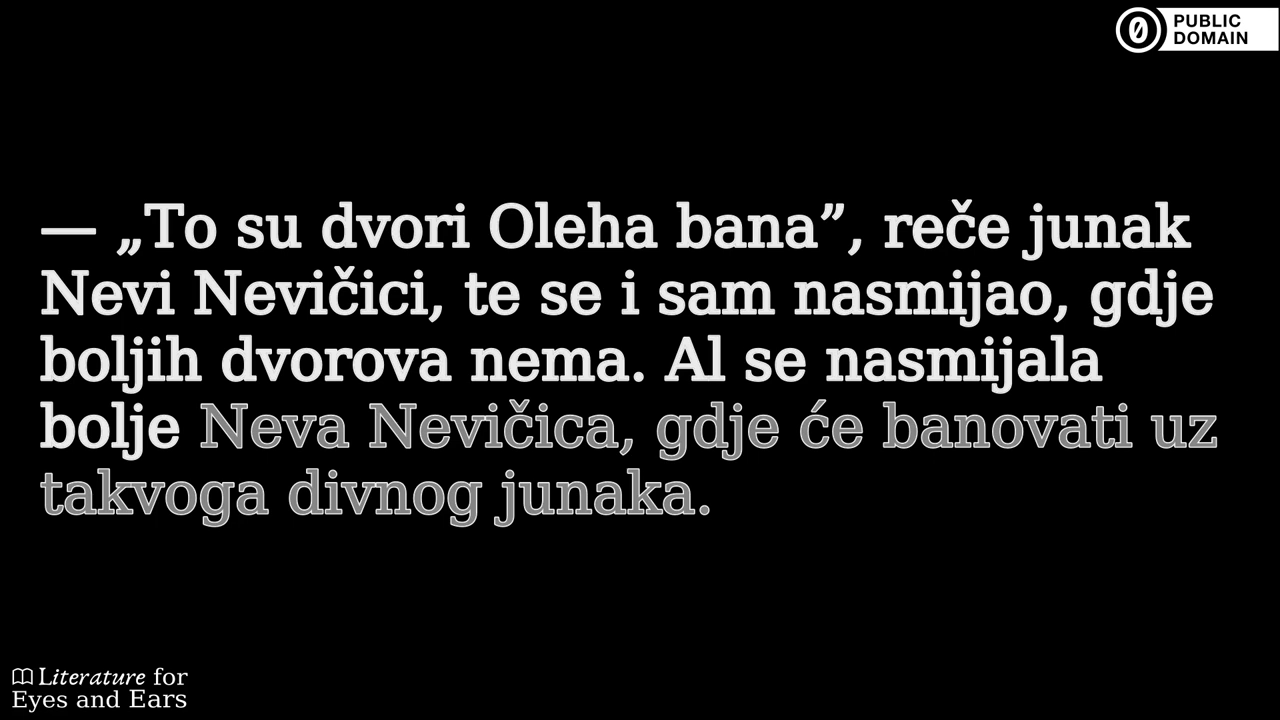 PUBLIC
DOMAIN
— „To su dvori Oleha bana”, reče junak
Nevi Nevičici, te se i sam nasmijao, gdje
boljih dvorova nema. Al se nasmijala
bolje Neva Nevičica, gdje će banovati uz
takvoga divnog junaka.
Literature for
Eyes and Ears